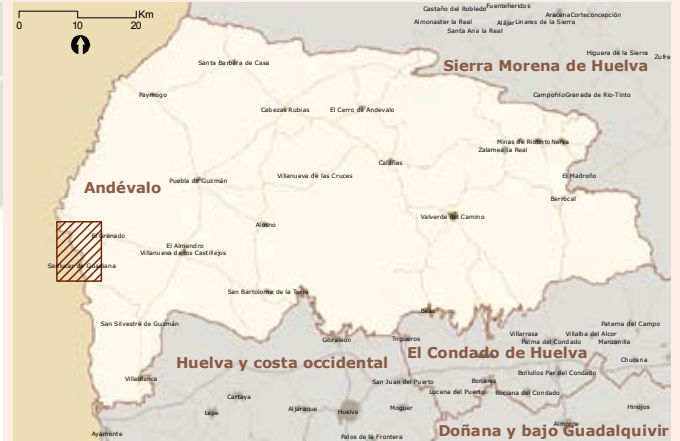 Km
0 10 20
Castaño del Robledo
Fuenteheridos
Aracena
Corteconcepción
Almonaster la Real
Alájar
Linares de la Sierra
Santa Ana la Real
Higuera de la Sierra
Zufre
Sierra Morena de Huelva
Santa Bárbara de Casa
Paymogo
Campofrío
Granada de Rio-Tinto
Cabezas Rubias
El Cerro de Andevalo
Minas de Riotinto
Nerva
Zalamea la Real
Calañas
Villanueva de las Cruces
El Madroño
Puebla de Guzmán
Andévalo
Berrocal
Valverde del Camino
Alosno
El Granado
El Almendro
Villanueva de los Castillejos
Sanlúcar de Guadiana
San Bartolomé de la Torre
Beas
San Silvestre de Guzmán
Gibraleón
Trigueros
Villarrasa
Villalba del Alcor
Paterna del Campo
La Palma del Condado
Manzanilla
El Condado de Huelva
Chucena
Huelva y costa occidental
Villablanca
San Juan del Puerto
Bonares
Bollullos Par del Condado
Lucena del Puerto
Rociana del Condado
Cartaya
Lepe
Aljaraque
Huelva
Moguer
Hinojos
Ayamonte
Palos de la Frontera
Almonte
Doñana y bajo Guadalquivir